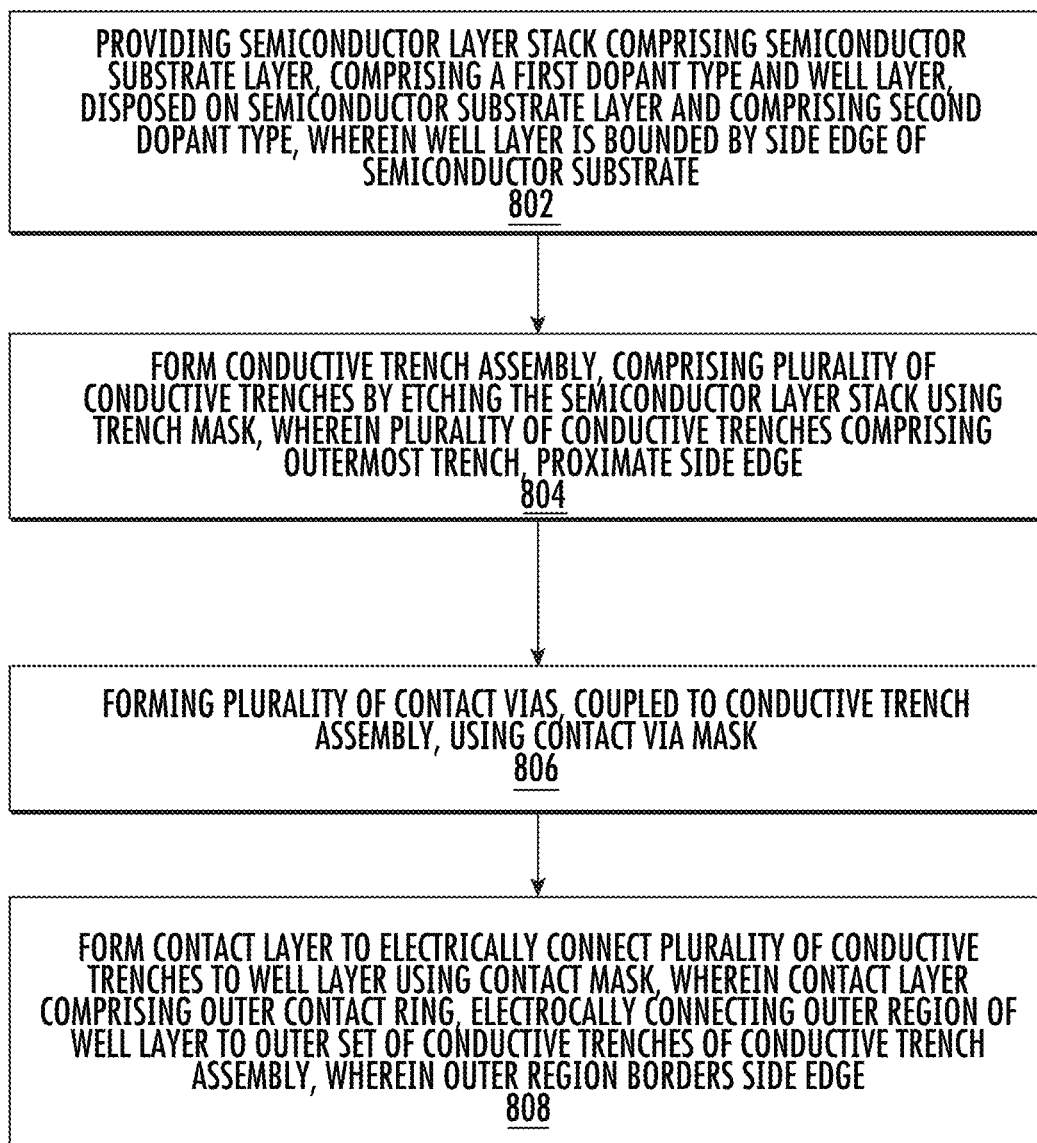 PROVIDING SEMICONDUCTOR LAYER STACK COMPRISING SEMICONDUCTOR
SUBSTRATE LAYER, COMPRISING A FIRST DOPANT TYPE AND WELL LAYER,
DISPOSED ON SEMICONDUCTOR SUBSTRATE LAYER AND COMPRISING SECOND
DOPANT TYPE, WHEREIN WELL LAYER IS BOUNDED BY SIDE EDGE OF
SEMICONDUCTOR SUBSTRATE
802
FORM CONDUCTIVE TRENCH ASSEMBLY, COMPRISING PLURALITY OF
CONDUCTIVE TRENCHES BY ETCHING THE SEMICONDUCTOR LAYER STACK USING
TRENCH MASK, WHEREIN PLURALITY OF CONDUCTIVE TRENCHES COMPRISING
OUTERMOST TRENCH, PROXIMATE SIDE EDGE
804
FORMING PLURALITY OF CONTACT VIAS, COUPLED TO CONDUCTIVE TRENCH
ASSEMBLY, USING CONTACT VIA MASK
806
FORM CONTACT LAYER TO ELECTRICALLY CONNECT PLURALITY OF CONDUCTIVE
TRENCHES TO WELL LAYER USING CONTACT MASK, WHEREIN CONTACT LAYER
COMPRISING OUTER CONTACT RING, ELECTROCALLY CONNECTING OUTER REGION OF
WELL LAYER TO OUTER SET OF CONDUCTIVE TRENCHES OF CONDUCTIVE TRENCH
ASSEMBLY, WHEREIN OUTER REGION BORDERS SIDE EDGE
808